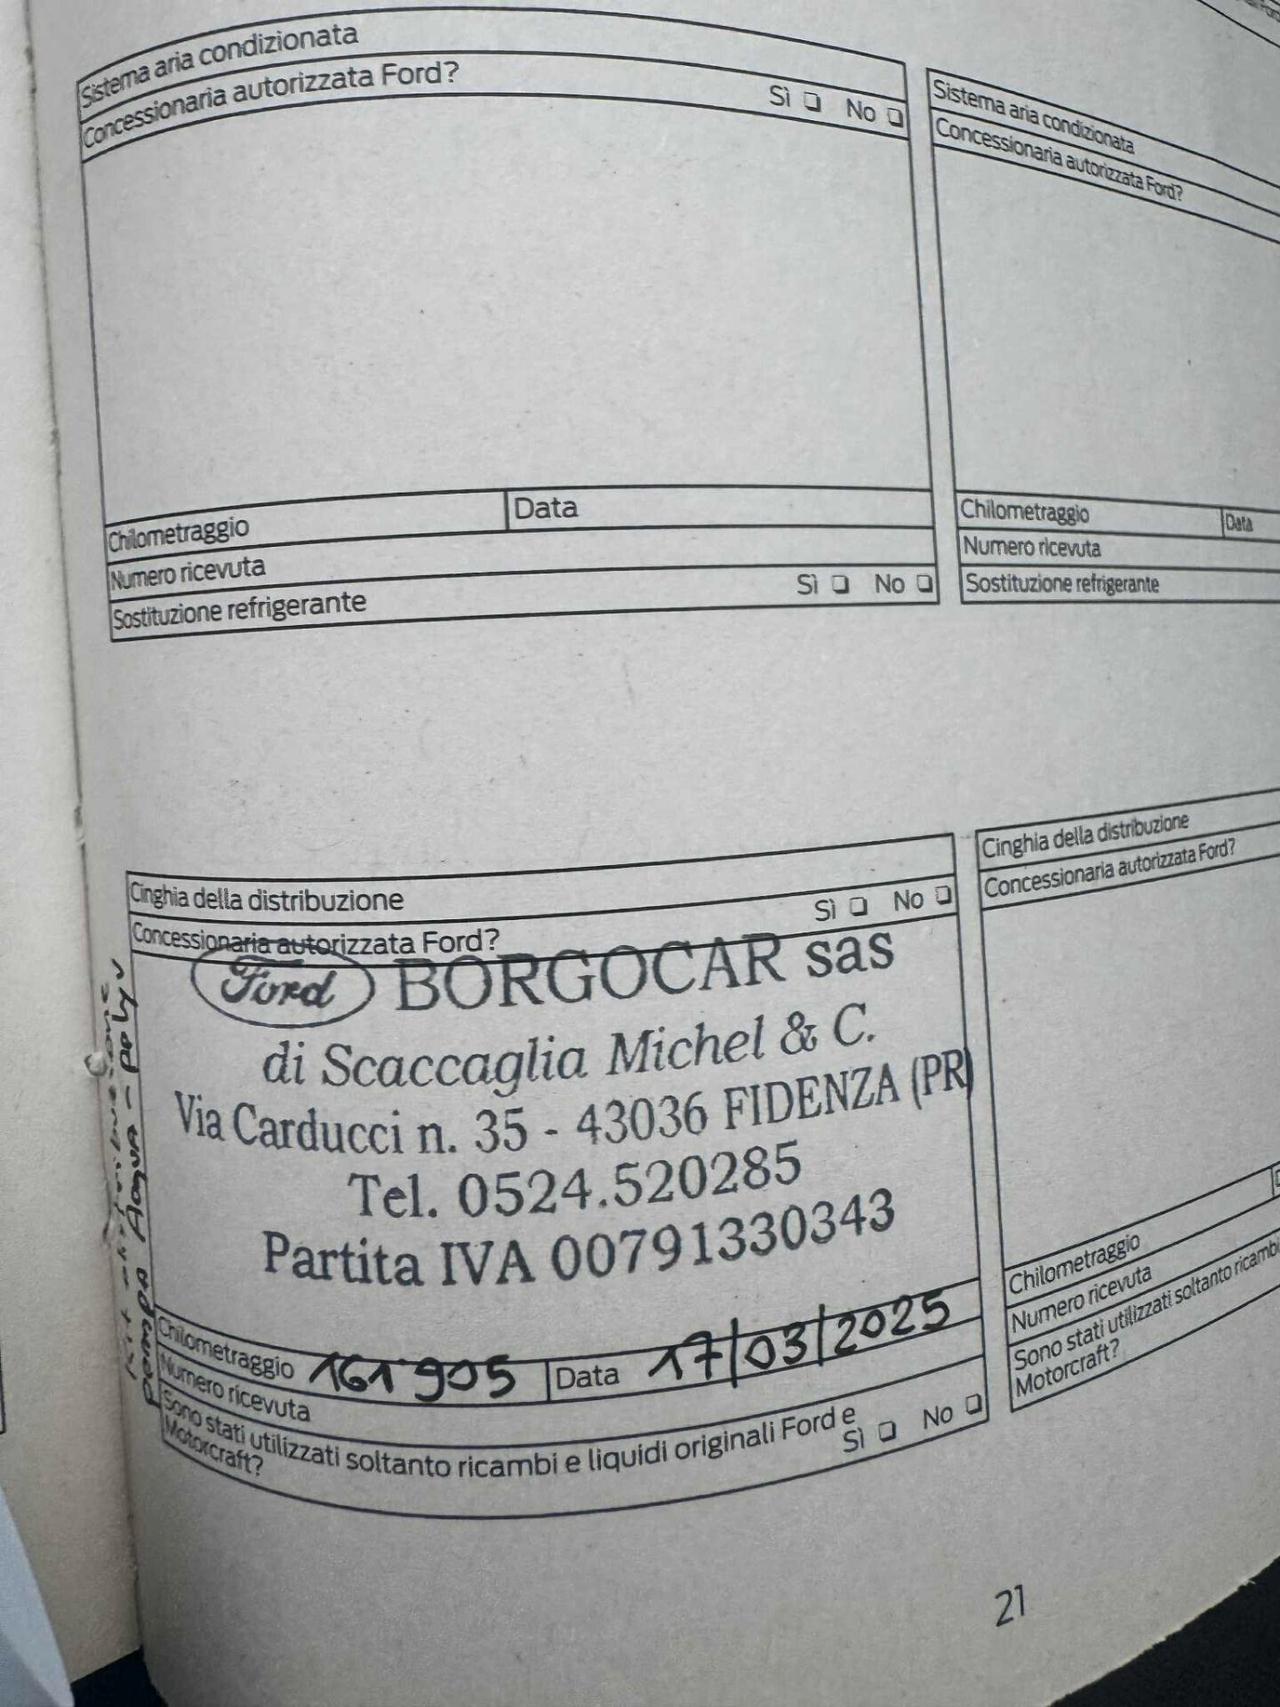 Sistema aria condizionata
Concessionaria autorizzata Ford? Sì No
Chilometraggio Data
Numero ricevuta
Sostituzione refrigerante Sì No
Sistema aria condizionata
Concessionaria autorizzata Ford?
Chilometraggio Data
Numero ricevuta
Sostituzione refrigerante
Cinghia della distribuzione
Concessionaria autorizzata Ford? Sì No
Ford BORGOCAR sas
di Scaccaglia Michel & C.
Via Carducci n. 35 - 43036 FIDENZA (PR)
Tel. 0524.520285
Partita IVA 00791330343
Kit distribuzione
pompa Acqua -
Chilometraggio 161905 Data 17/03/2025
Numero ricevuta
Sono stati utilizzati soltanto ricambi e liquidi originali Ford e
Motorcraft? Sì No
Cinghia della distribuzione
Concessionaria autorizzata Ford?
Chilometraggio
Numero ricevuta
Sono stati utilizzati soltanto ricambi
Motorcraft?
21